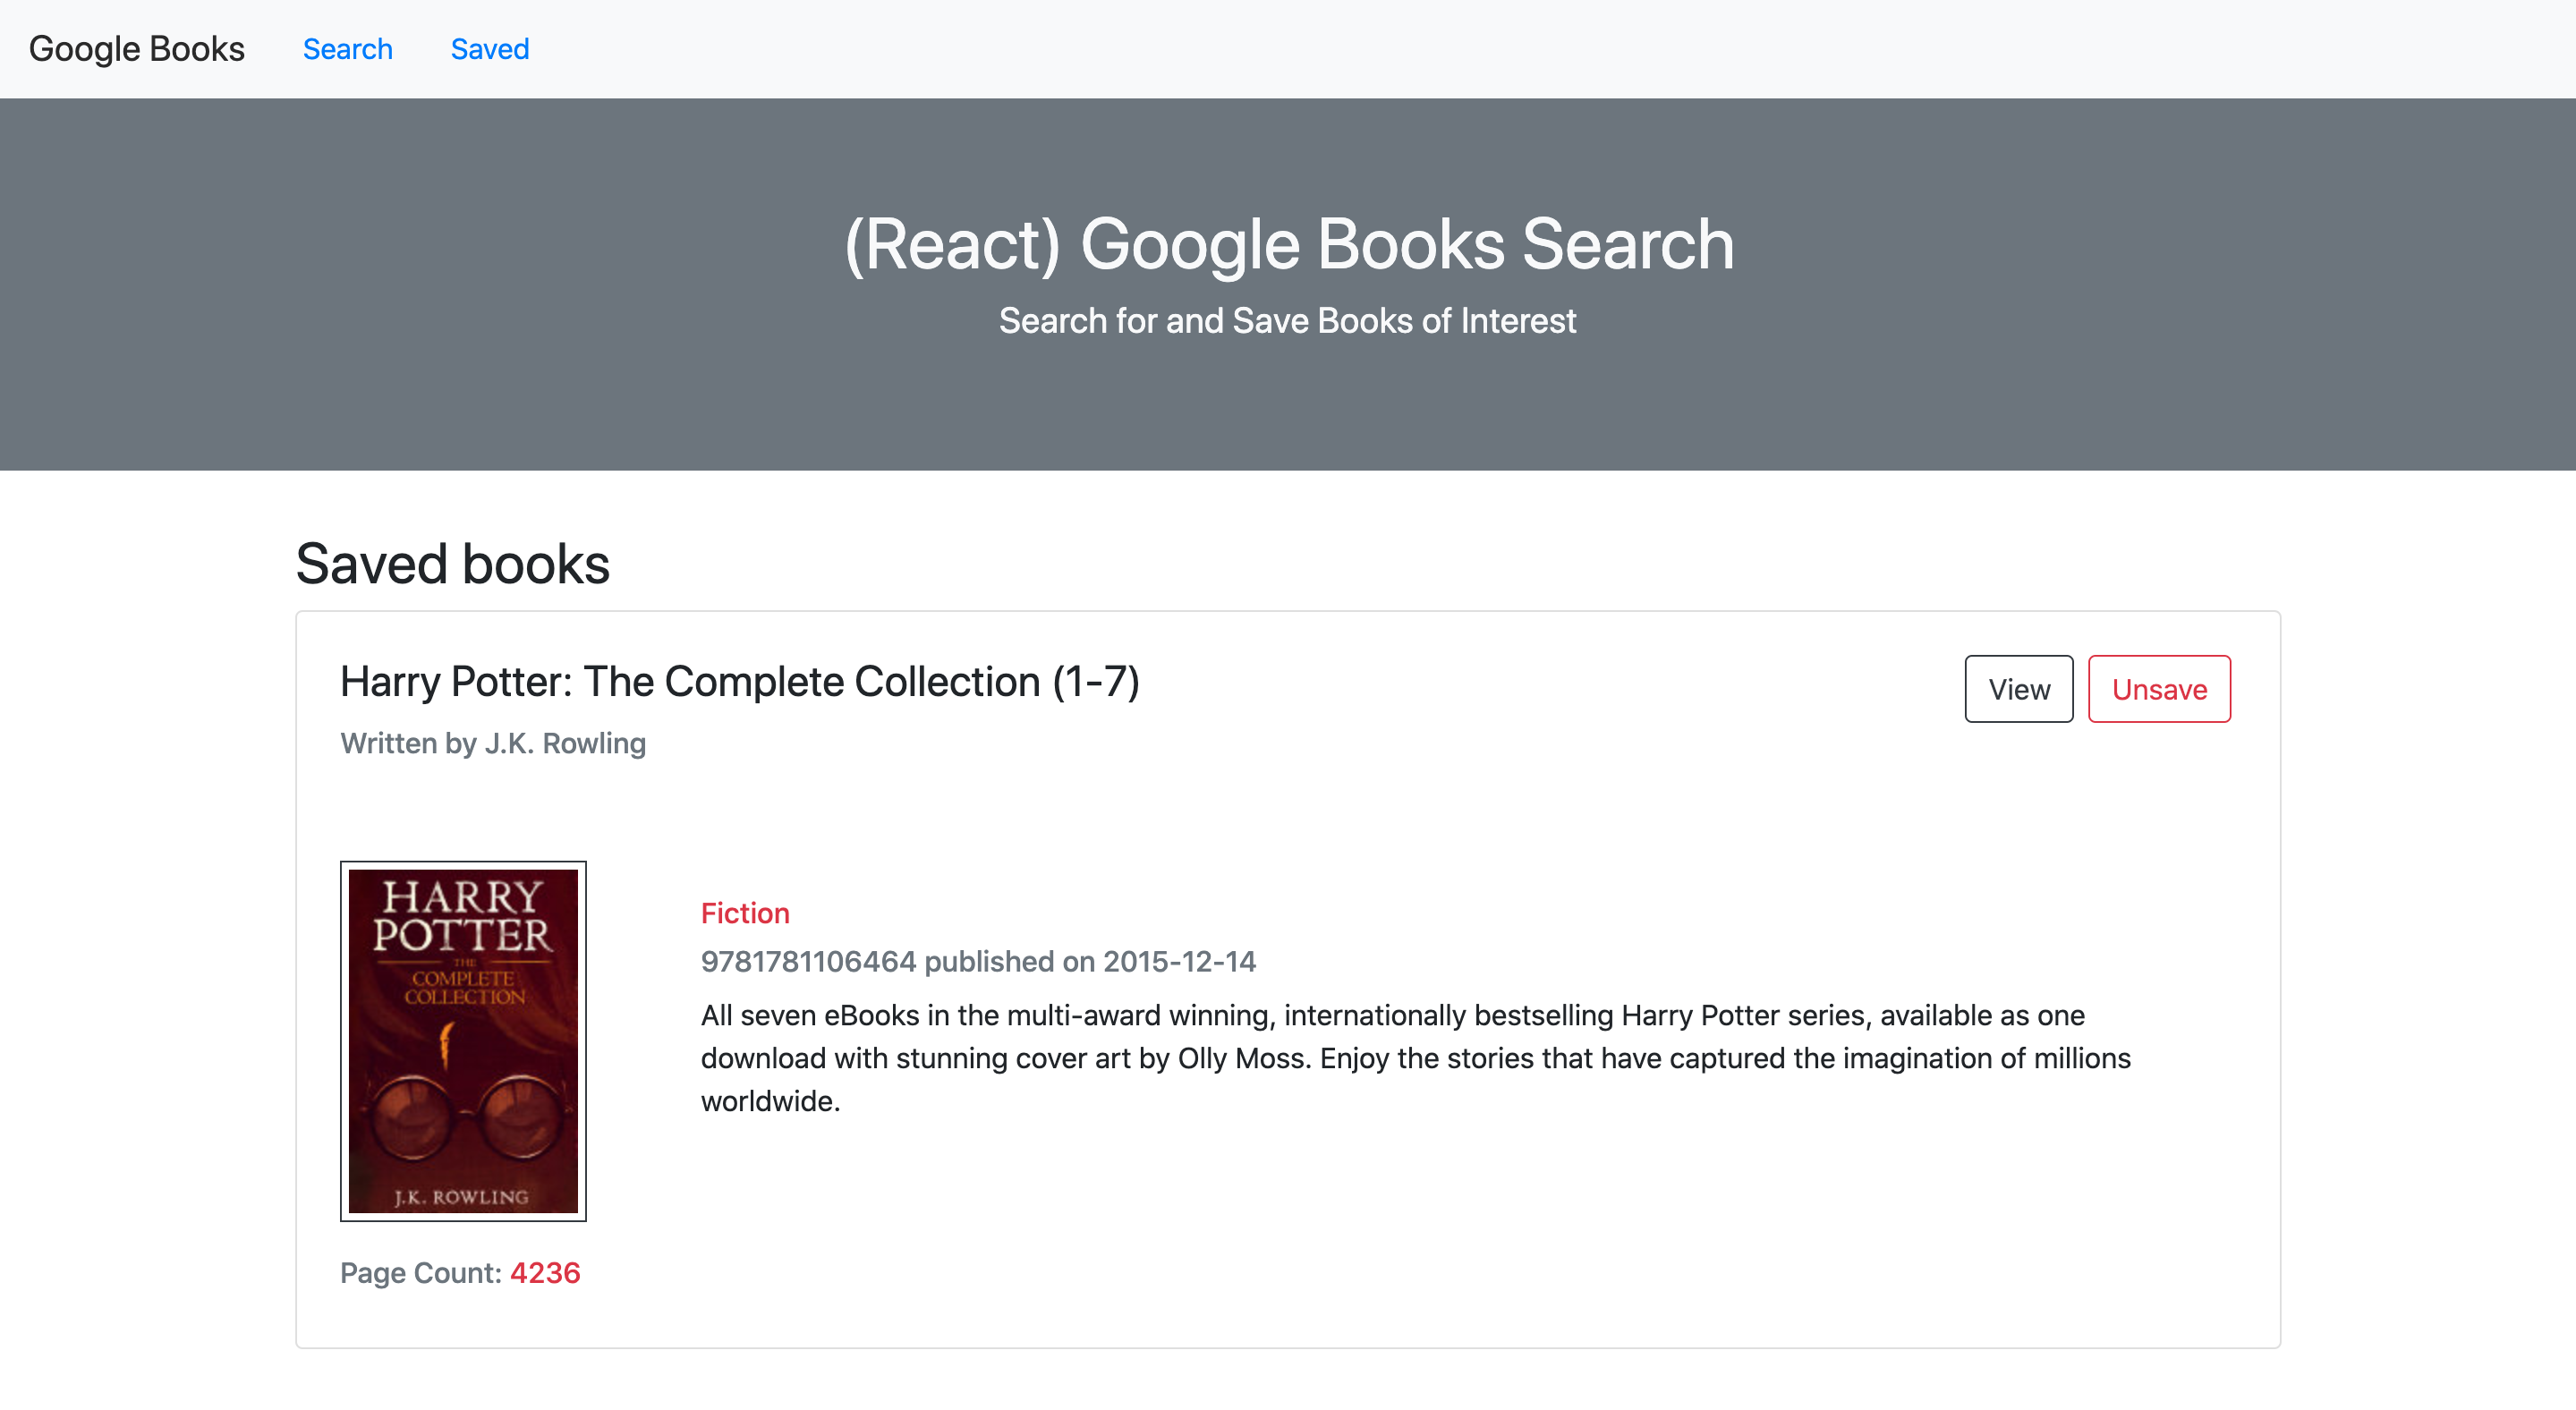 Google Books Search Saved
(React) Google Books Search
Search for and Save Books of Interest
Saved books
Harry Potter: The Complete Collection (1-7)
View Unsave
Written by J.K. Rowling
HARRY
POTTER
THE
COMPLETE
COLLECTION
J.K. ROWLING
Fiction
9781781106464 published on 2015-12-14
All seven eBooks in the multi-award winning, internationally bestselling Harry Potter series, available as one
download with stunning cover art by Olly Moss. Enjoy the stories that have captured the imagination of millions
worldwide.
Page Count: 4236